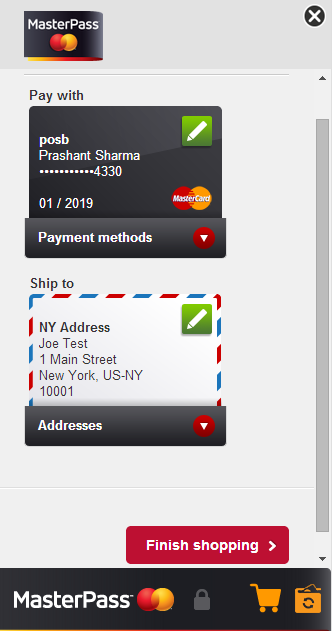 MasterPass
Pay with
posb
Prashant Sharma
•••••••••••4330
01 / 2019
MasterCard
Payment methods
Ship to
NY Address
Joe Test
1 Main Street
New York, US-NY
10001
Addresses
Finish shopping
MasterPass™